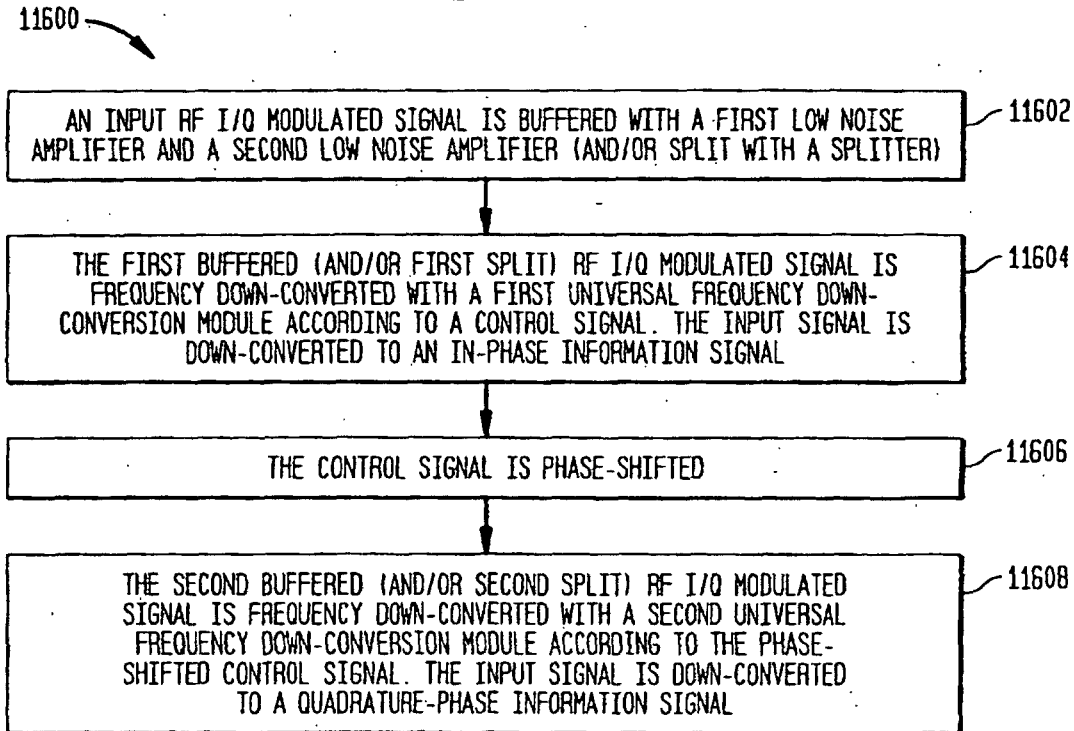 11600
AN INPUT RF I/Q MODULATED SIGNAL IS BUFFERED WITH A FIRST LOW NOISE
AMPLIFIER AND A SECOND LOW NOISE AMPLIFIER (AND/OR SPLIT WITH A SPLITTER)
11602
THE FIRST BUFFERED (AND/OR FIRST SPLIT) RF I/Q MODULATED SIGNAL IS
FREQUENCY DOWN-CONVERTED WITH A FIRST UNIVERSAL FREQUENCY DOWN-
CONVERSION MODULE ACCORDING TO A CONTROL SIGNAL. THE INPUT SIGNAL IS
DOWN-CONVERTED TO AN IN-PHASE INFORMATION SIGNAL
11604
THE CONTROL SIGNAL IS PHASE-SHIFTED
11606
THE SECOND BUFFERED (AND/OR SECOND SPLIT) RF I/Q MODULATED
SIGNAL IS FREQUENCY DOWN-CONVERTED WITH A SECOND UNIVERSAL
FREQUENCY DOWN-CONVERSION MODULE ACCORDING TO THE PHASE-
SHIFTED CONTROL SIGNAL. THE INPUT SIGNAL IS DOWN-CONVERTED
TO A QUADRATURE-PHASE INFORMATION SIGNAL
11608